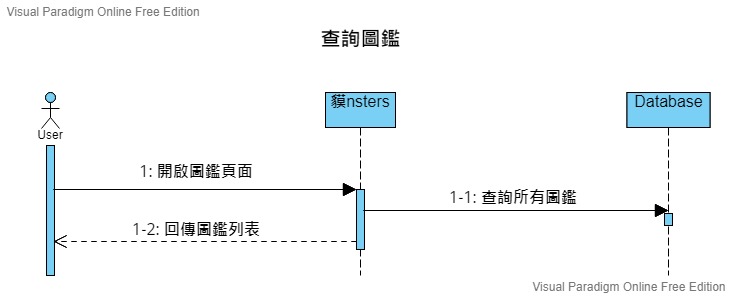 Visual Paradigm Online Free Edition
查詢圖鑑
User
貘nsters
Database
1: 開啟圖鑑頁面
1-1: 查詢所有圖鑑
1-2: 回傳圖鑑列表
Visual Paradigm Online Free Edition